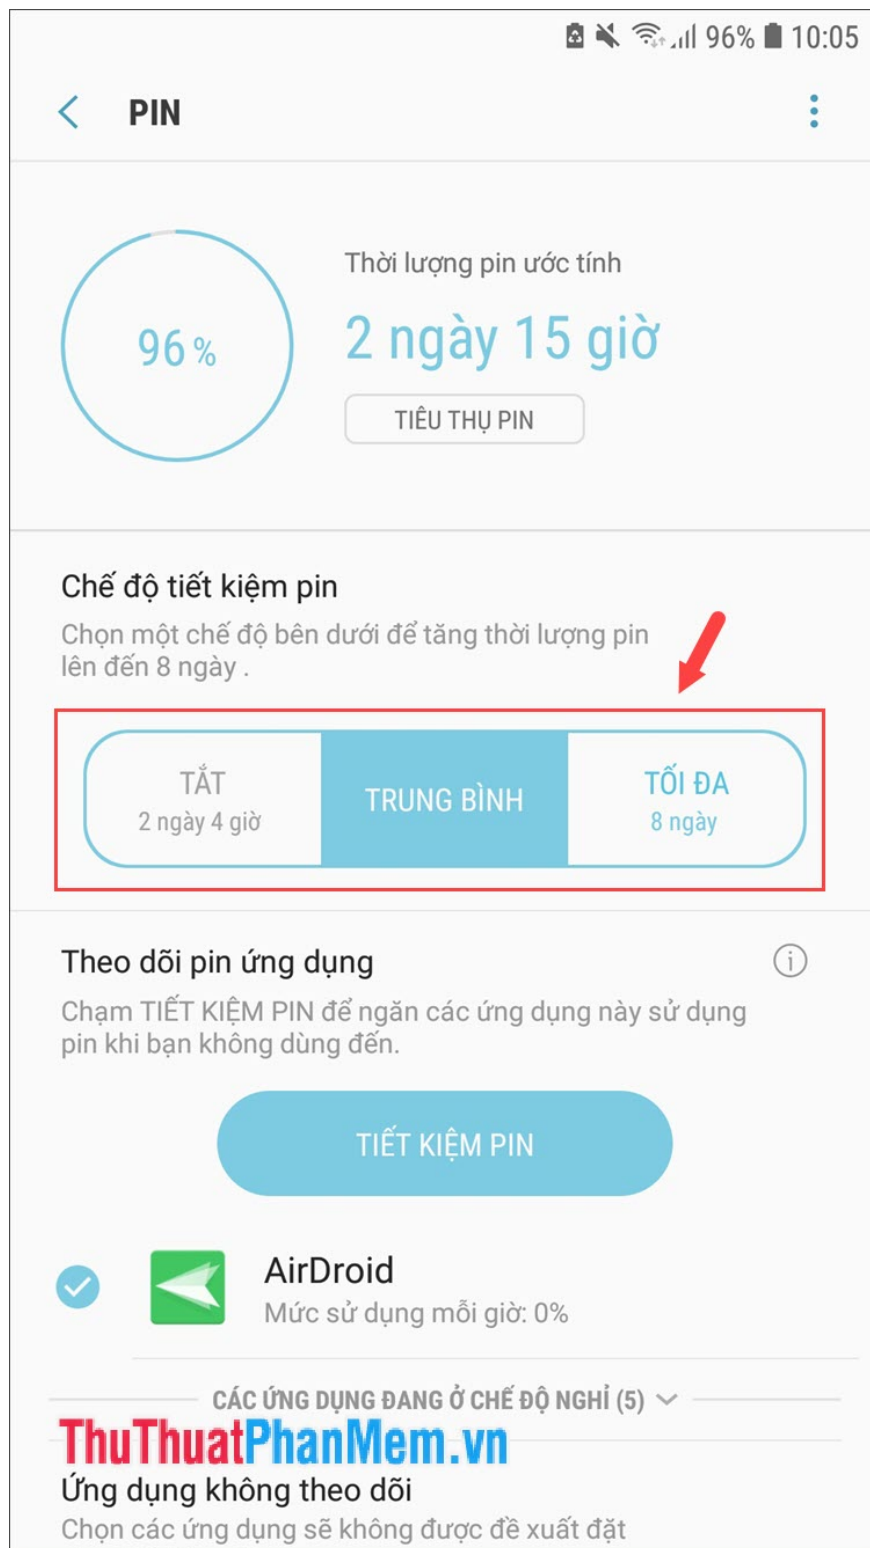 96% 10:05
PIN
Thời lượng pin ước tính
96 %
2 ngày 15 giờ
TIÊU THỤ PIN
Chế độ tiết kiệm pin
Chọn một chế độ bên dưới để tăng thời lượng pin
lên đến 8 ngày .
TẮT
2 ngày 4 giờ
TRUNG BÌNH
TỐI ĐA
8 ngày
Theo dõi pin ứng dụng
Chạm TIẾT KIỆM PIN để ngăn các ứng dụng này sử dụng
pin khi bạn không dùng đến.
TIẾT KIỆM PIN
AirDroid
Mức sử dụng mỗi giờ: 0%
CÁC ỨNG DỤNG ĐANG Ở CHẾ ĐỘ NGHỈ (5)
ThuThuatPhanMem.vn
Ứng dụng không theo dõi
Chọn các ứng dụng sẽ không được đề xuất đặt